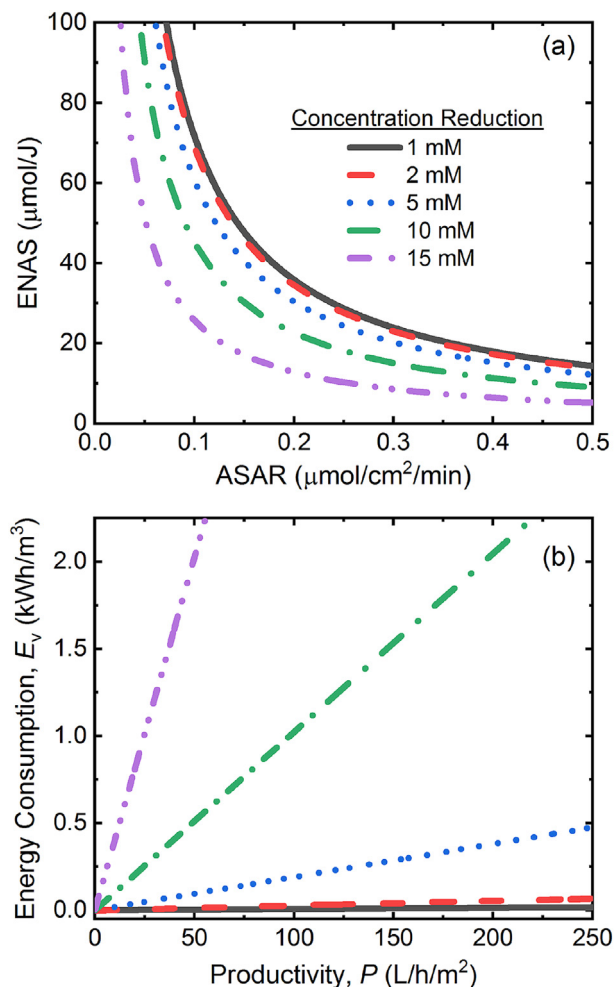 (a)
100
80
60
40
20
0
ENAS (μmol/J)
Concentration Reduction
1 mM
2 mM
5 mM
10 mM
15 mM
0.0 0.1 0.2 0.3 0.4 0.5
ASAR (μmol/cm²/min)
(b)
2.0
1.5
1.0
0.5
0.0
Energy Consumption, Eᵥ (kWh/m³)
0 50 100 150 200 250
Productivity, P (L/h/m²)